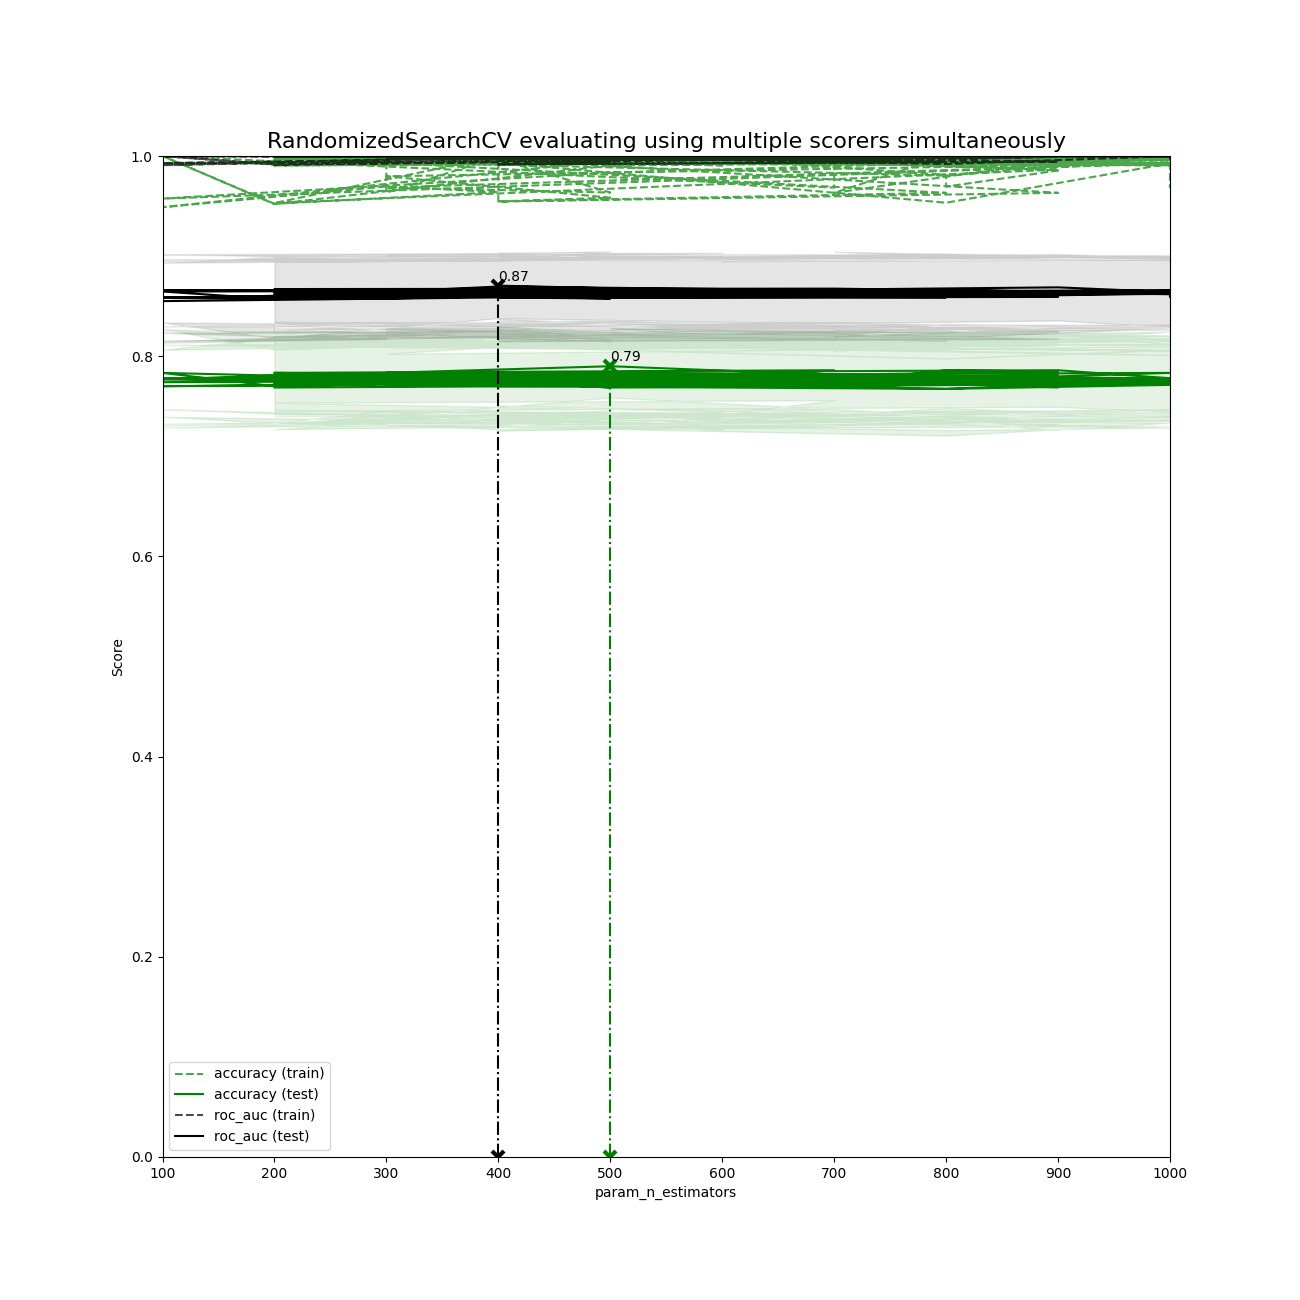 RandomizedSearchCV evaluating using multiple scorers simultaneously
1.0
0.87
0.8
0.79
0.6
Score
0.4
0.2
accuracy (train)
accuracy (test)
roc_auc (train)
roc_auc (test)
0.0
100 200 300 400 500 600 700 800 900 1000
param_n_estimators